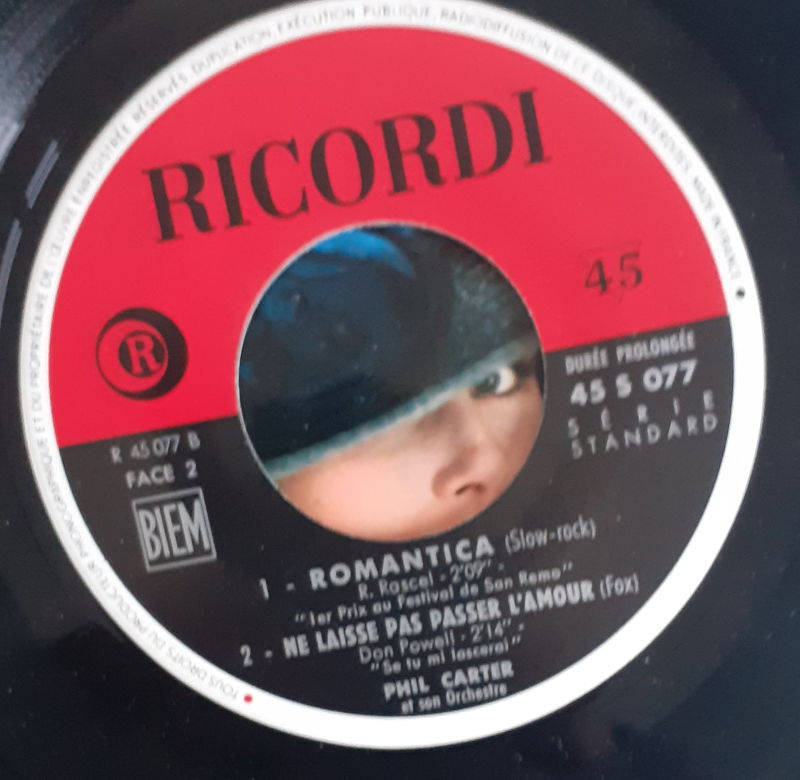 TOUS DROITS DU PRODUCTEUR PHONOGRAPHIQUE ET DU PROPRIÉTAIRE DE L'ŒUVRE ENREGISTRÉE RÉSERVÉS. DUPLICATION, EXÉCUTION PUBLIQUE, RADIODIFFUSION DE CE DISQUE INTERDITES. MADE IN FRANCE
RICORDI
45
R
DURÉE PROLONGÉE
45 S 077
SÉRIE
STANDARD
R 45 077 B
FACE 2
BIEM
1 - ROMANTICA (Slow-rock)
R. Rascel - 2'09" -
"1er Prix au Festival de San Remo"
2 - NE LAISSE PAS PASSER L'AMOUR (Fox)
Don Powell - 2'14" -
"Se tu mi lascerai"
PHIL CARTER
et son Orchestre